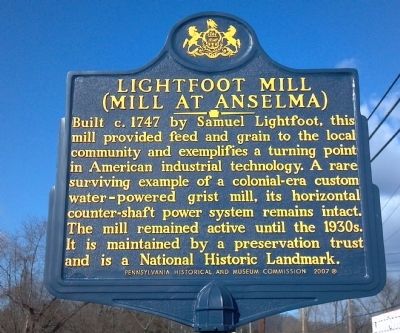 LIGHTFOOT MILL
(MILL AT ANSELMA)
Built c. 1747 by Samuel Lightfoot, this
mill provided feed and grain to the local
community and exemplifies a turning point
in American industrial technology. A rare
surviving example of a colonial-era custom
water-powered grist mill, its horizontal
counter-shaft power system remains intact.
The mill remained active until the 1930s.
It is maintained by a preservation trust
and is a National Historic Landmark.
PENNSYLVANIA HISTORICAL AND MUSEUM COMMISSION 2007 ®